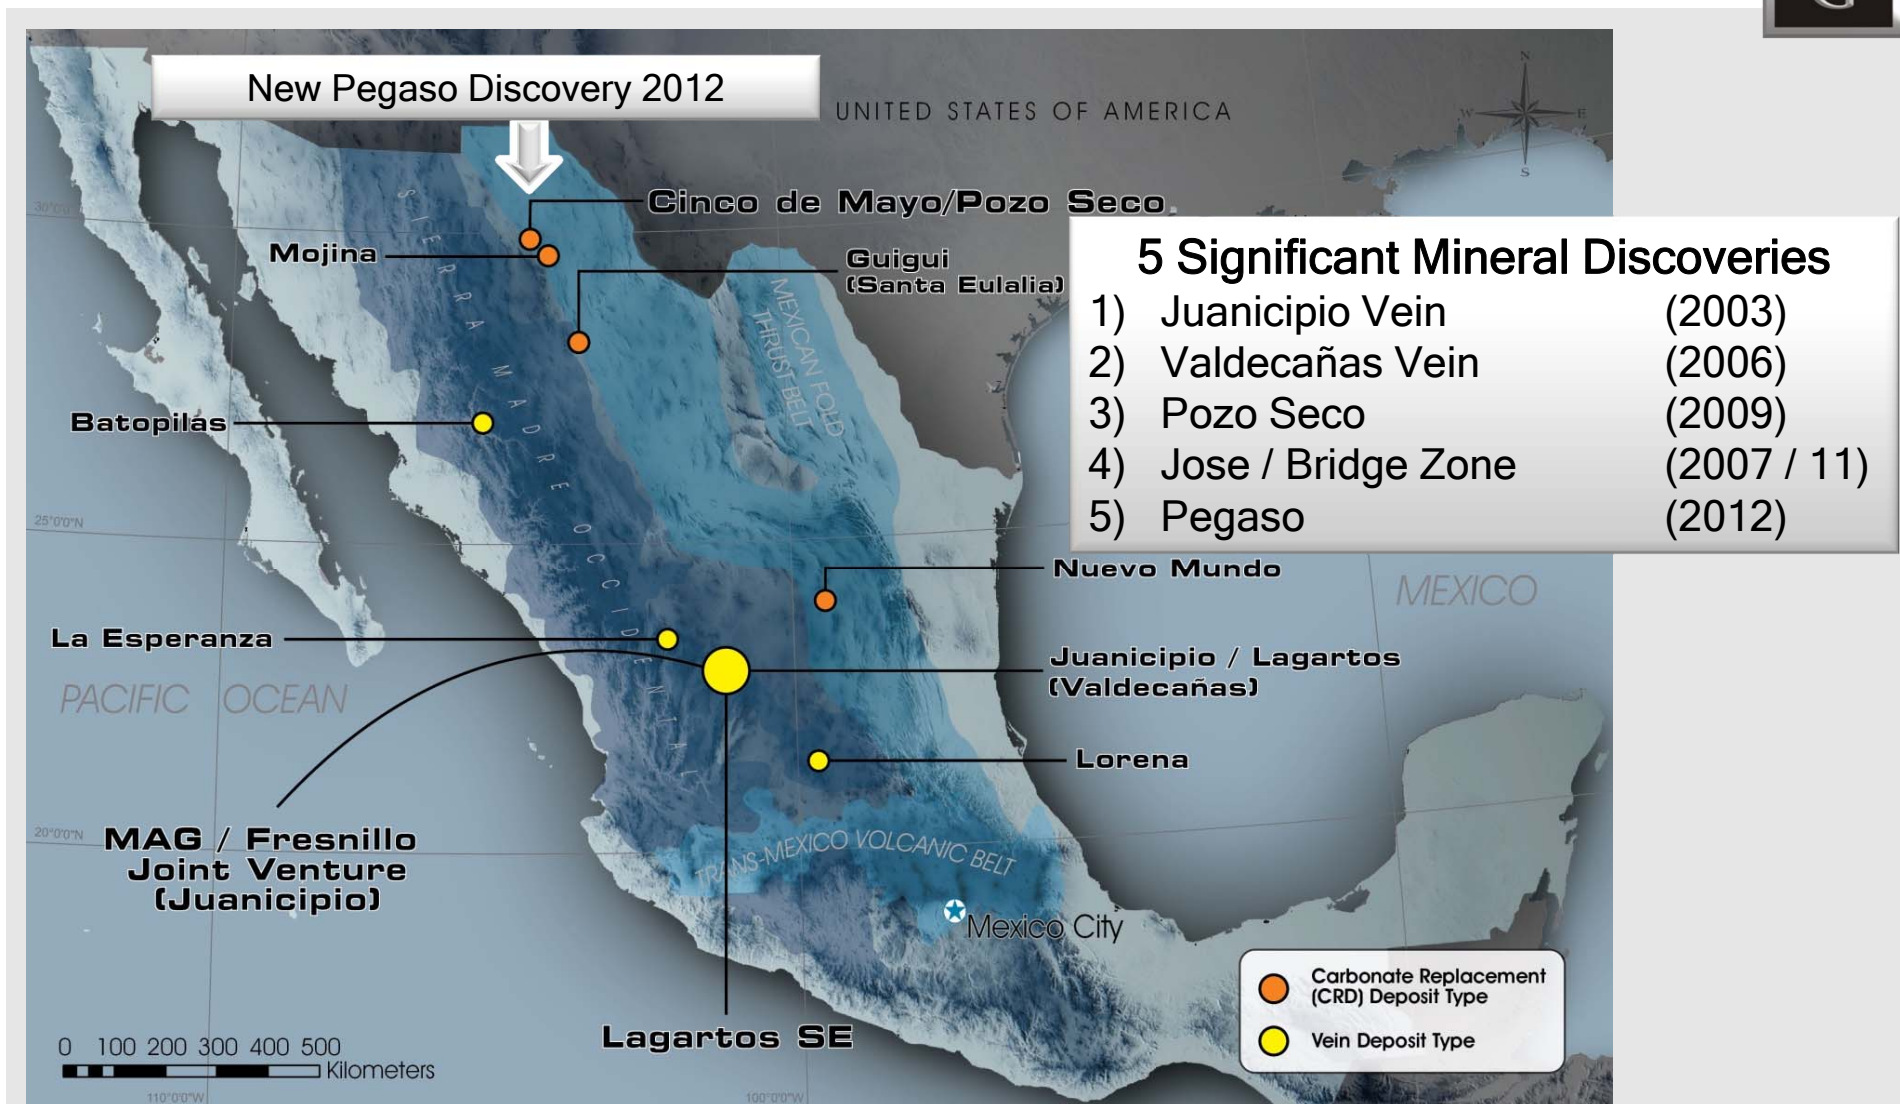 G
New Pegaso Discovery 2012
UNITED STATES OF AMERICA
N
W
E
S
30°0'0"N
SIERRA MADRE OCCIDENTAL
Cinco de Mayo/Pozo Seco
Mojina
Guigui
(Santa Eulalia)
MEXICAN FOLD
THRUST BELT
5 Significant Mineral Discoveries
1) Juanicipio Vein (2003)
2) Valdecañas Vein (2006)
3) Pozo Seco (2009)
4) Jose / Bridge Zone (2007 / 11)
5) Pegaso (2012)
Batopilas
25°0'0"N
Nuevo Mundo
MEXICO
La Esperanza
Juanicipio / Lagartos
(Valdecañas)
PACIFIC OCEAN
Lorena
20°0'0"N
MAG / Fresnillo
Joint Venture
(Juanicipio)
TRANS-MEXICO VOLCANIC BELT
Mexico City
Lagartos SE
Carbonate Replacement
(CRD) Deposit Type
Vein Deposit Type
0 100 200 300 400 500
Kilometers
110°0'0"W
100°0'0"W